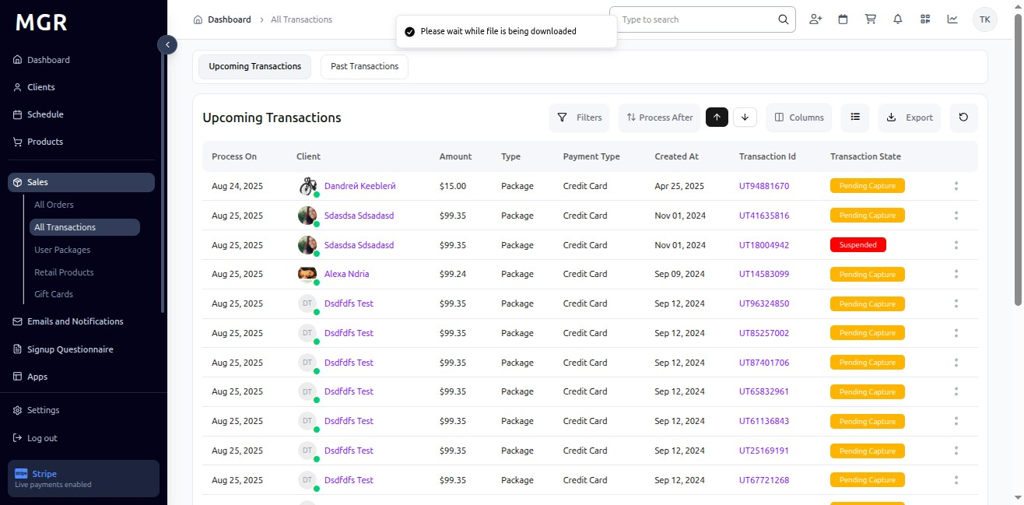 MGR
Dashboard
Clients
Schedule
Products
Sales
All Orders
All Transactions
User Packages
Retail Products
Gift Cards
Emails and Notifications
Signup Questionnaire
Apps
Settings
Log out
Stripe
Live payments enabled
Dashboard > All Transactions
Please wait while file is being downloaded
Type to search
TK
Upcoming Transactions Past Transactions
Upcoming Transactions
Filters Process After Columns Export
Process On Client Amount Type Payment Type Created At Transaction Id Transaction State
Aug 24, 2025 Dandreй Keeblerй $15.00 Package Credit Card Apr 25, 2025 UT94881670 Pending Capture
Aug 25, 2025 Sdasdsa Sdsadasd $99.35 Package Credit Card Nov 01, 2024 UT41635816 Pending Capture
Aug 25, 2025 Sdasdsa Sdsadasd $99.35 Package Credit Card Nov 01, 2024 UT18004942 Suspended
Aug 25, 2025 Alexa Ndria $99.24 Package Credit Card Sep 09, 2024 UT14583099 Pending Capture
Aug 25, 2025 DT Dsdfdfs Test $99.35 Package Credit Card Sep 12, 2024 UT96324850 Pending Capture
Aug 25, 2025 DT Dsdfdfs Test $99.35 Package Credit Card Sep 12, 2024 UT85257002 Pending Capture
Aug 25, 2025 DT Dsdfdfs Test $99.35 Package Credit Card Sep 12, 2024 UT87401706 Pending Capture
Aug 25, 2025 DT Dsdfdfs Test $99.35 Package Credit Card Sep 12, 2024 UT65832961 Pending Capture
Aug 25, 2025 DT Dsdfdfs Test $99.35 Package Credit Card Sep 12, 2024 UT61136843 Pending Capture
Aug 25, 2025 DT Dsdfdfs Test $99.35 Package Credit Card Sep 12, 2024 UT25169191 Pending Capture
Aug 25, 2025 DT Dsdfdfs Test $99.35 Package Credit Card Sep 12, 2024 UT67721268 Pending Capture